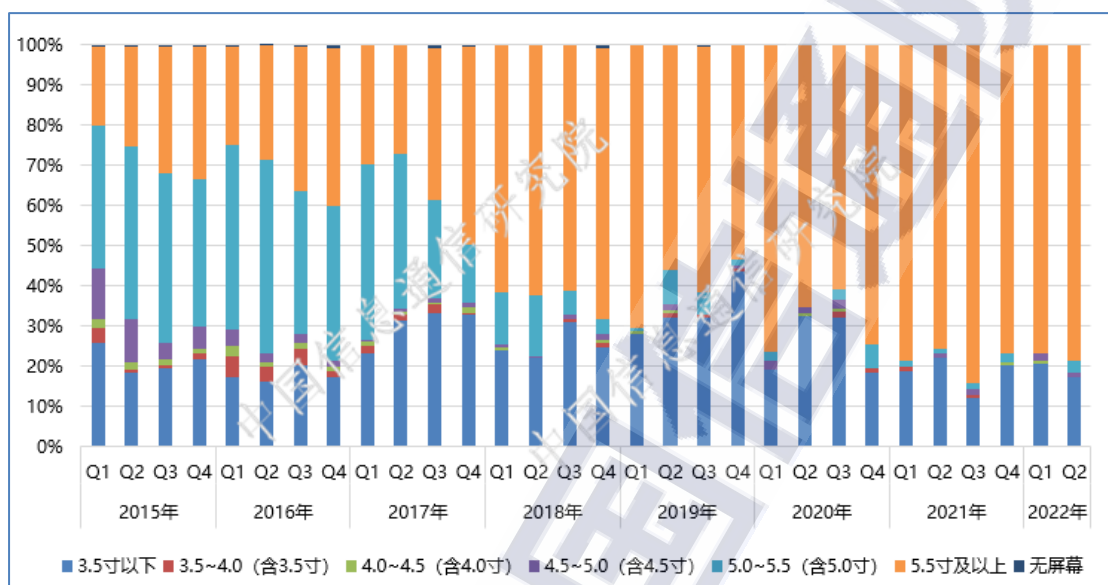 100%
90%
80%
70%
60%
50%
40%
30%
20%
10%
0%
Q1 Q2 Q3 Q4 Q1 Q2 Q3 Q4 Q1 Q2 Q3 Q4 Q1 Q2 Q3 Q4 Q1 Q2 Q3 Q4 Q1 Q2 Q3 Q4 Q1 Q2 Q3 Q4 Q1 Q2
2015年 2016年 2017年 2018年 2019年 2020年 2021年 2022年
3.5寸以下 3.5~4.0（含3.5寸） 4.0~4.5（含4.0寸） 4.5~5.0（含4.5寸） 5.0~5.5（含5.0寸） 5.5寸及以上 无屏幕
中国信息通信研究院
中国信息通信研究院
国信通